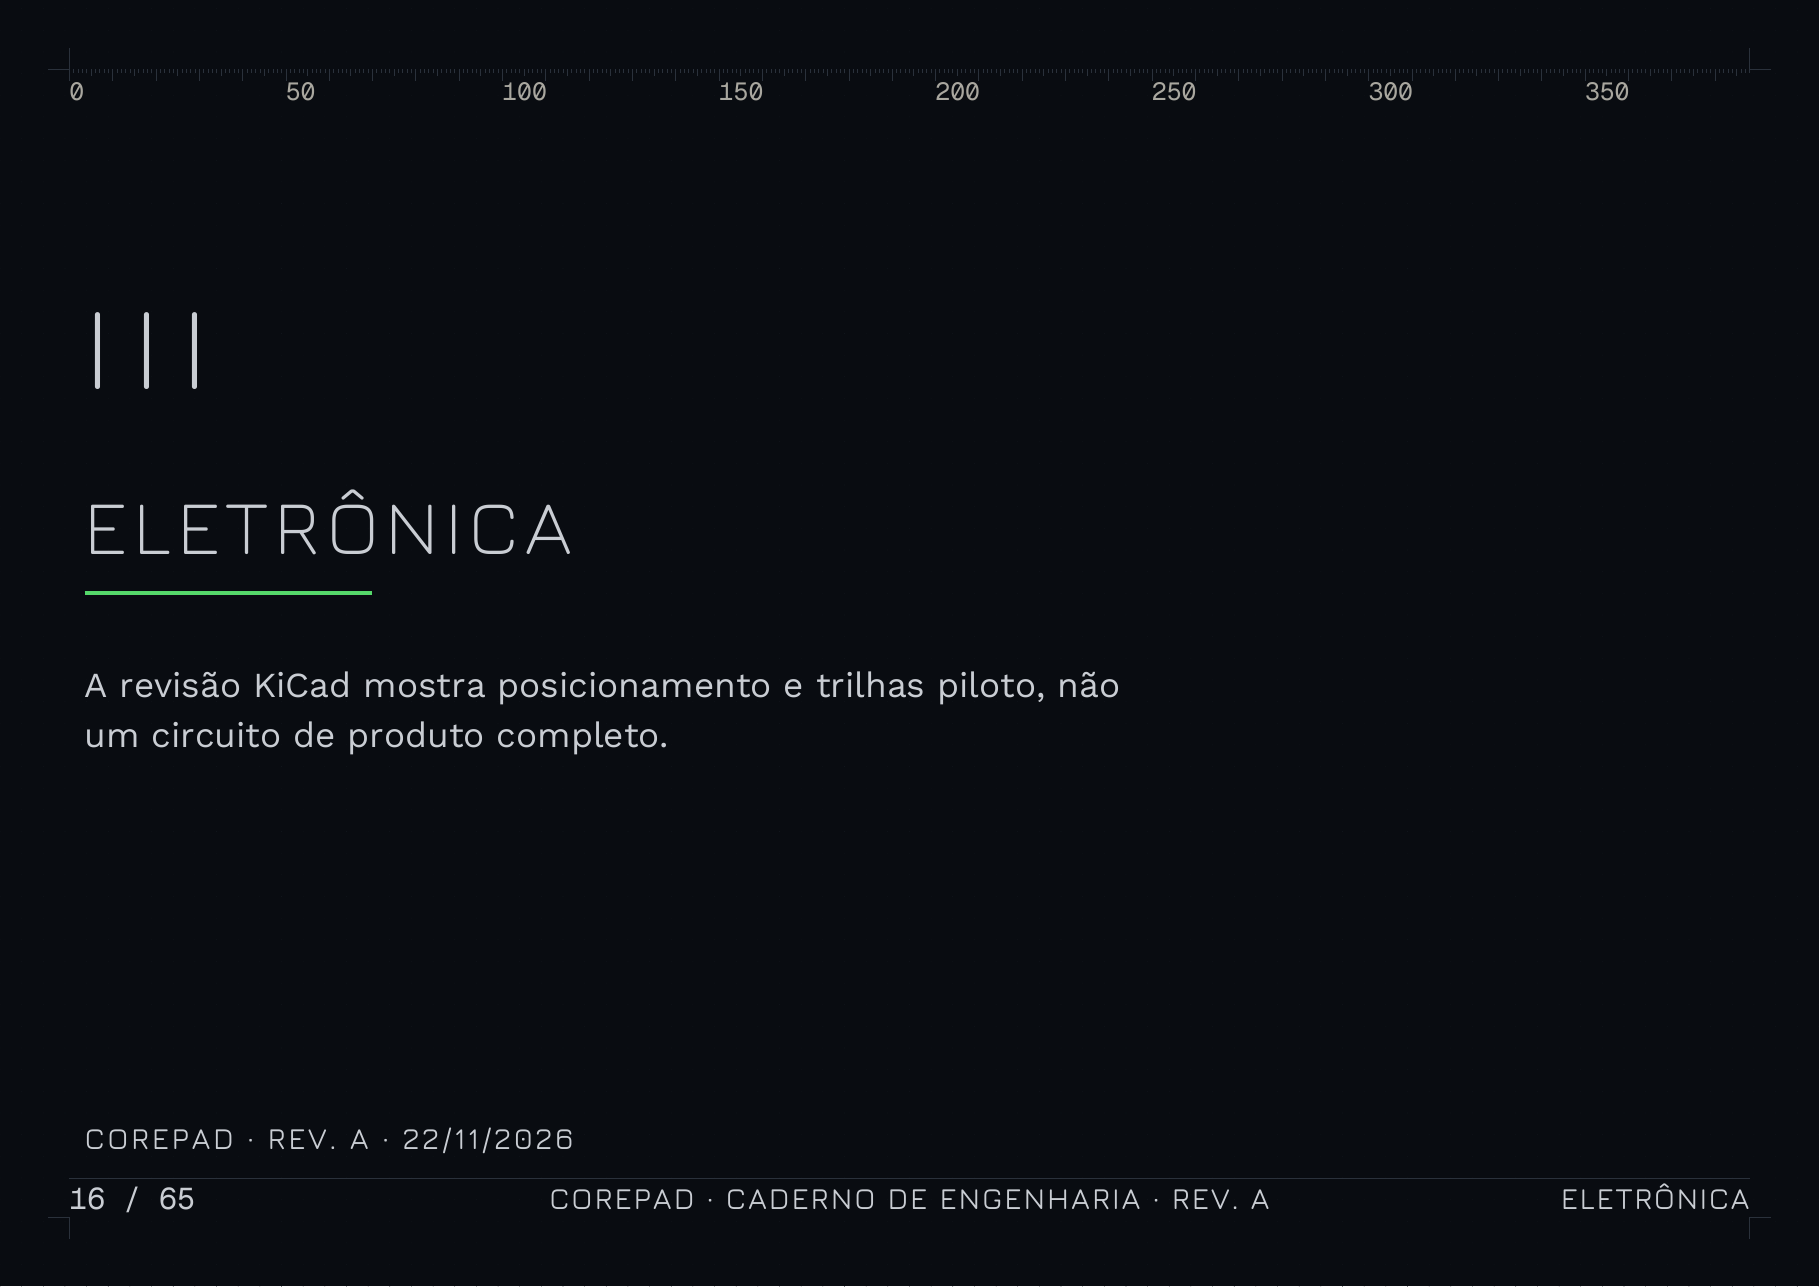 0 50 100 150 200 250 300 350
III
ELETRÔNICA
A revisão KiCad mostra posicionamento e trilhas piloto, não
um circuito de produto completo.
COREPAD · REV. A · 22/11/2026
16 / 65 COREPAD · CADERNO DE ENGENHARIA · REV. A ELETRÔNICA